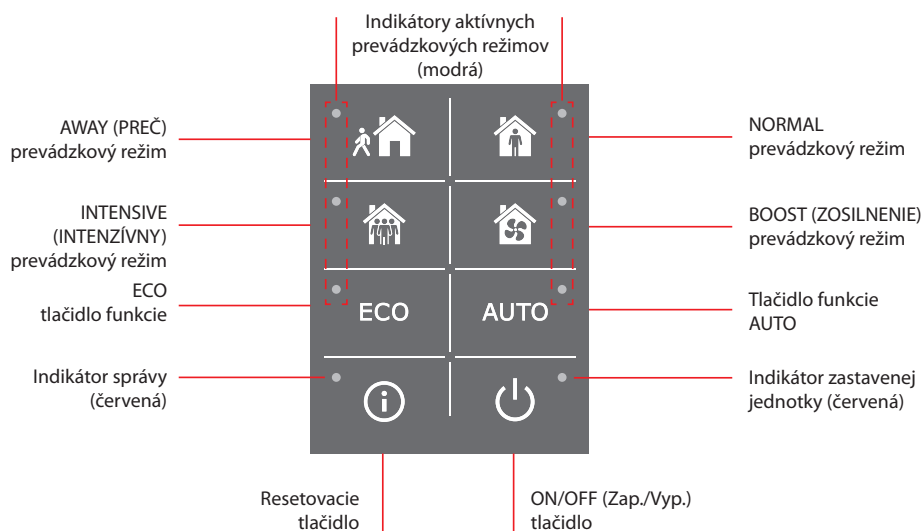 Indikátory aktívnych
prevádzkových režimov
(modrá)
AWAY (PREČ)
prevádzkový režim
NORMAL
prevádzkový režim
INTENSIVE
(INTENZÍVNY)
prevádzkový režim
BOOST (ZOSILNENIE)
prevádzkový režim
ECO
tlačidlo funkcie
ECO
AUTO
Tlačidlo funkcie
AUTO
Indikátor správy
(červená)
i
Indikátor zastavenej
jednotky (červená)
Resetovacie
tlačidlo
ON/OFF (Zap./Vyp.)
tlačidlo